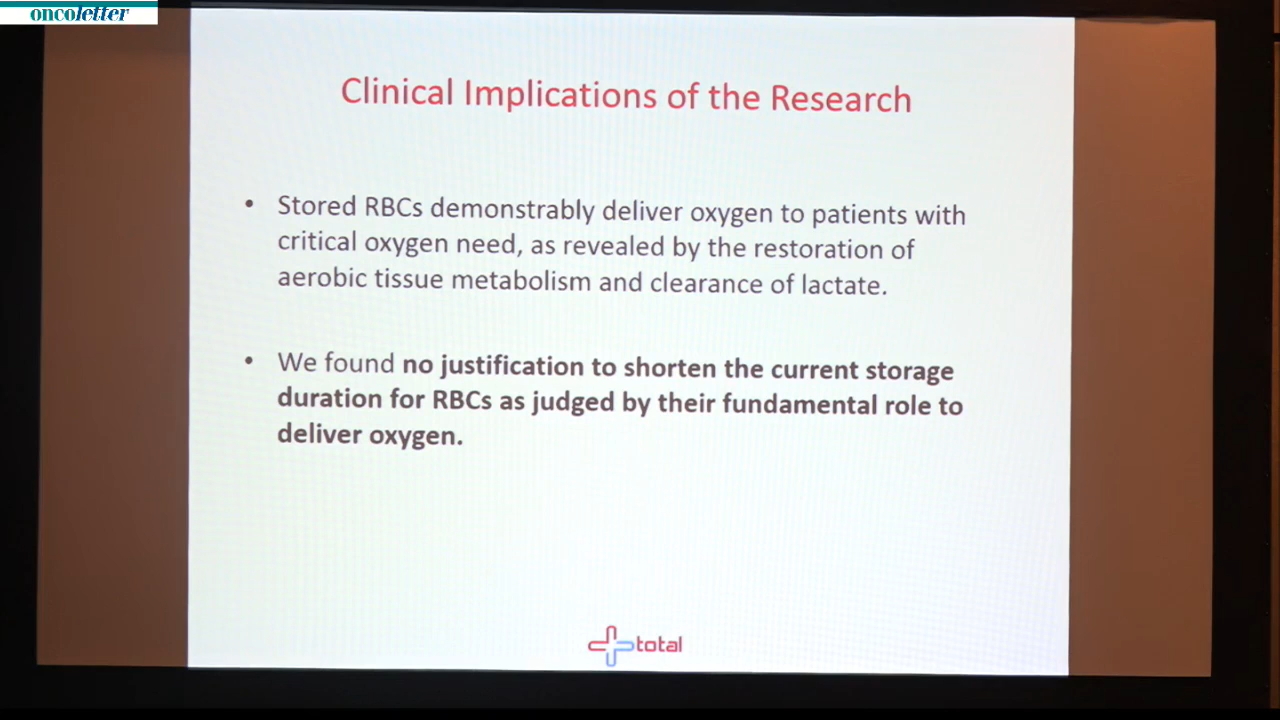 oncoletter
Clinical Implications of the Research
• Stored RBCs demonstrably deliver oxygen to patients with
critical oxygen need, as revealed by the restoration of
aerobic tissue metabolism and clearance of lactate.
• We found no justification to shorten the current storage
duration for RBCs as judged by their fundamental role to
deliver oxygen.
total